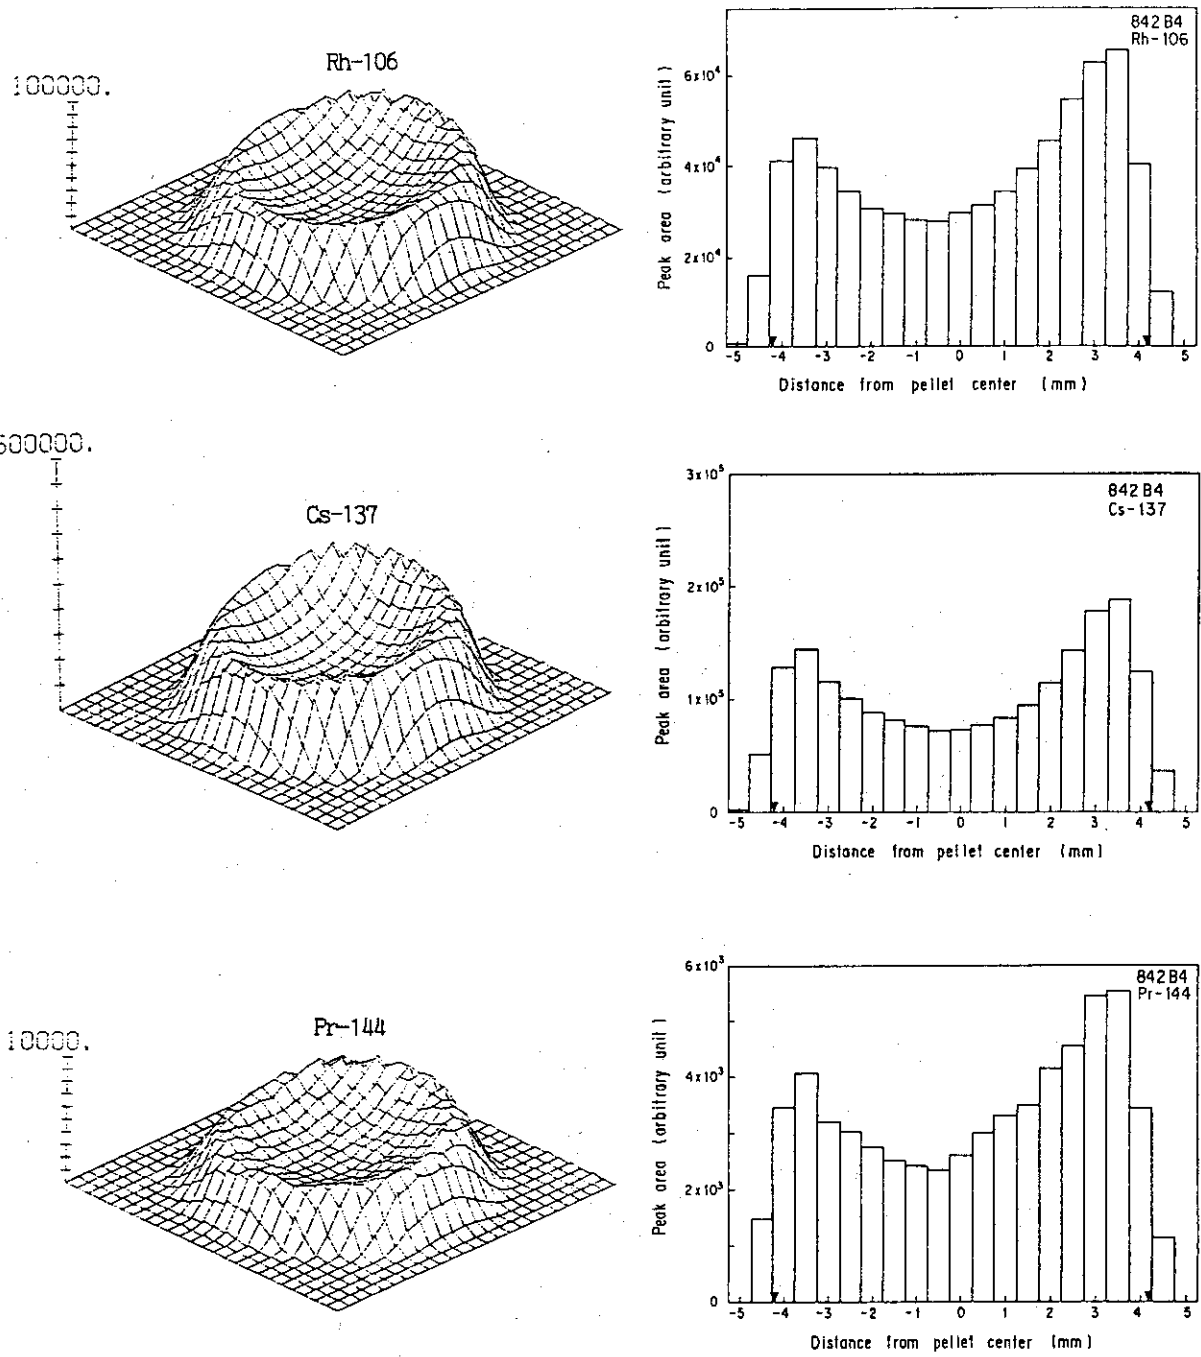 Rh-106
100000.
842 B4
Rh-106
6x10⁴
4x10⁴
2x10⁴
0
Peak area (arbitrary unit)
-5 -4 -3 -2 -1 0 1 2 3 4 5
Distance from pellet center (mm)
500000.
Cs-137
3x10⁵
842 B4
Cs-137
2x10⁵
1x10⁵
0
Peak area (arbitrary unit)
-5 -4 -3 -2 -1 0 1 2 3 4 5
Distance from pellet center (mm)
10000.
Pr-144
6x10³
842 B4
Pr-144
4x10³
2x10³
0
Peak area (arbitrary unit)
-5 -4 -3 -2 -1 0 1 2 3 4 5
Distance from pellet center (mm)